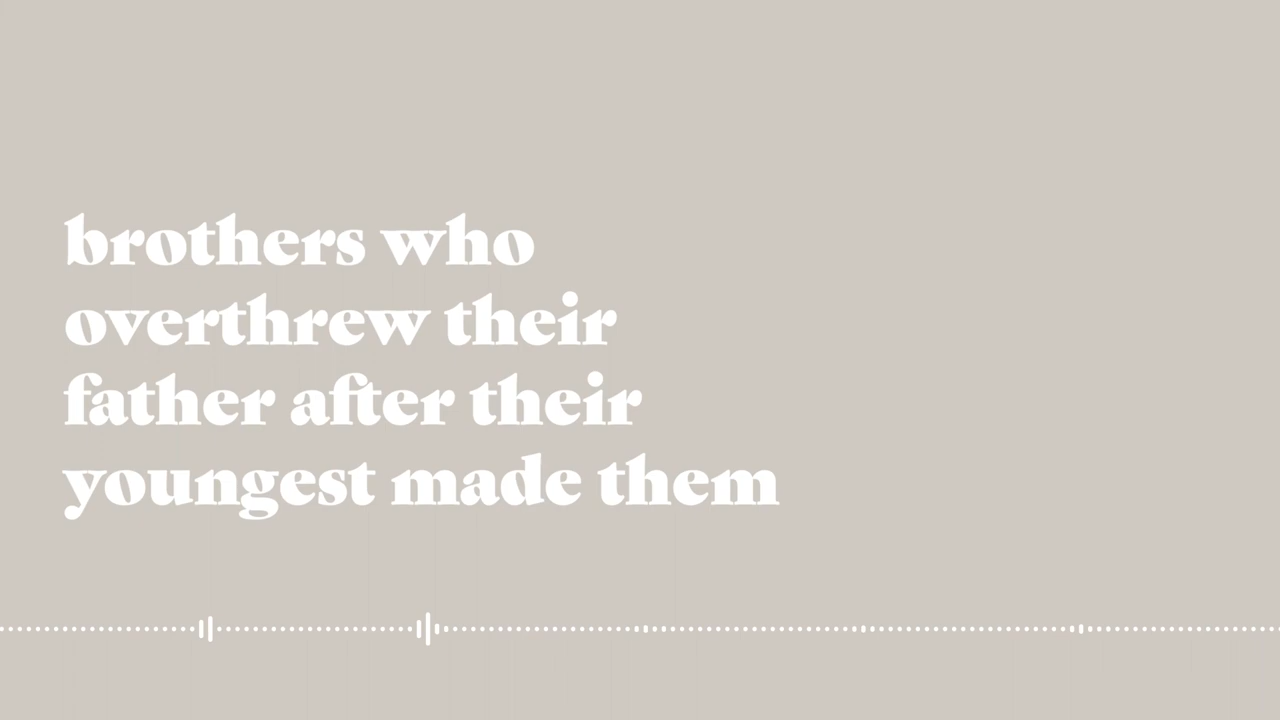 brothers who
overthrew their
father after their
youngest made them